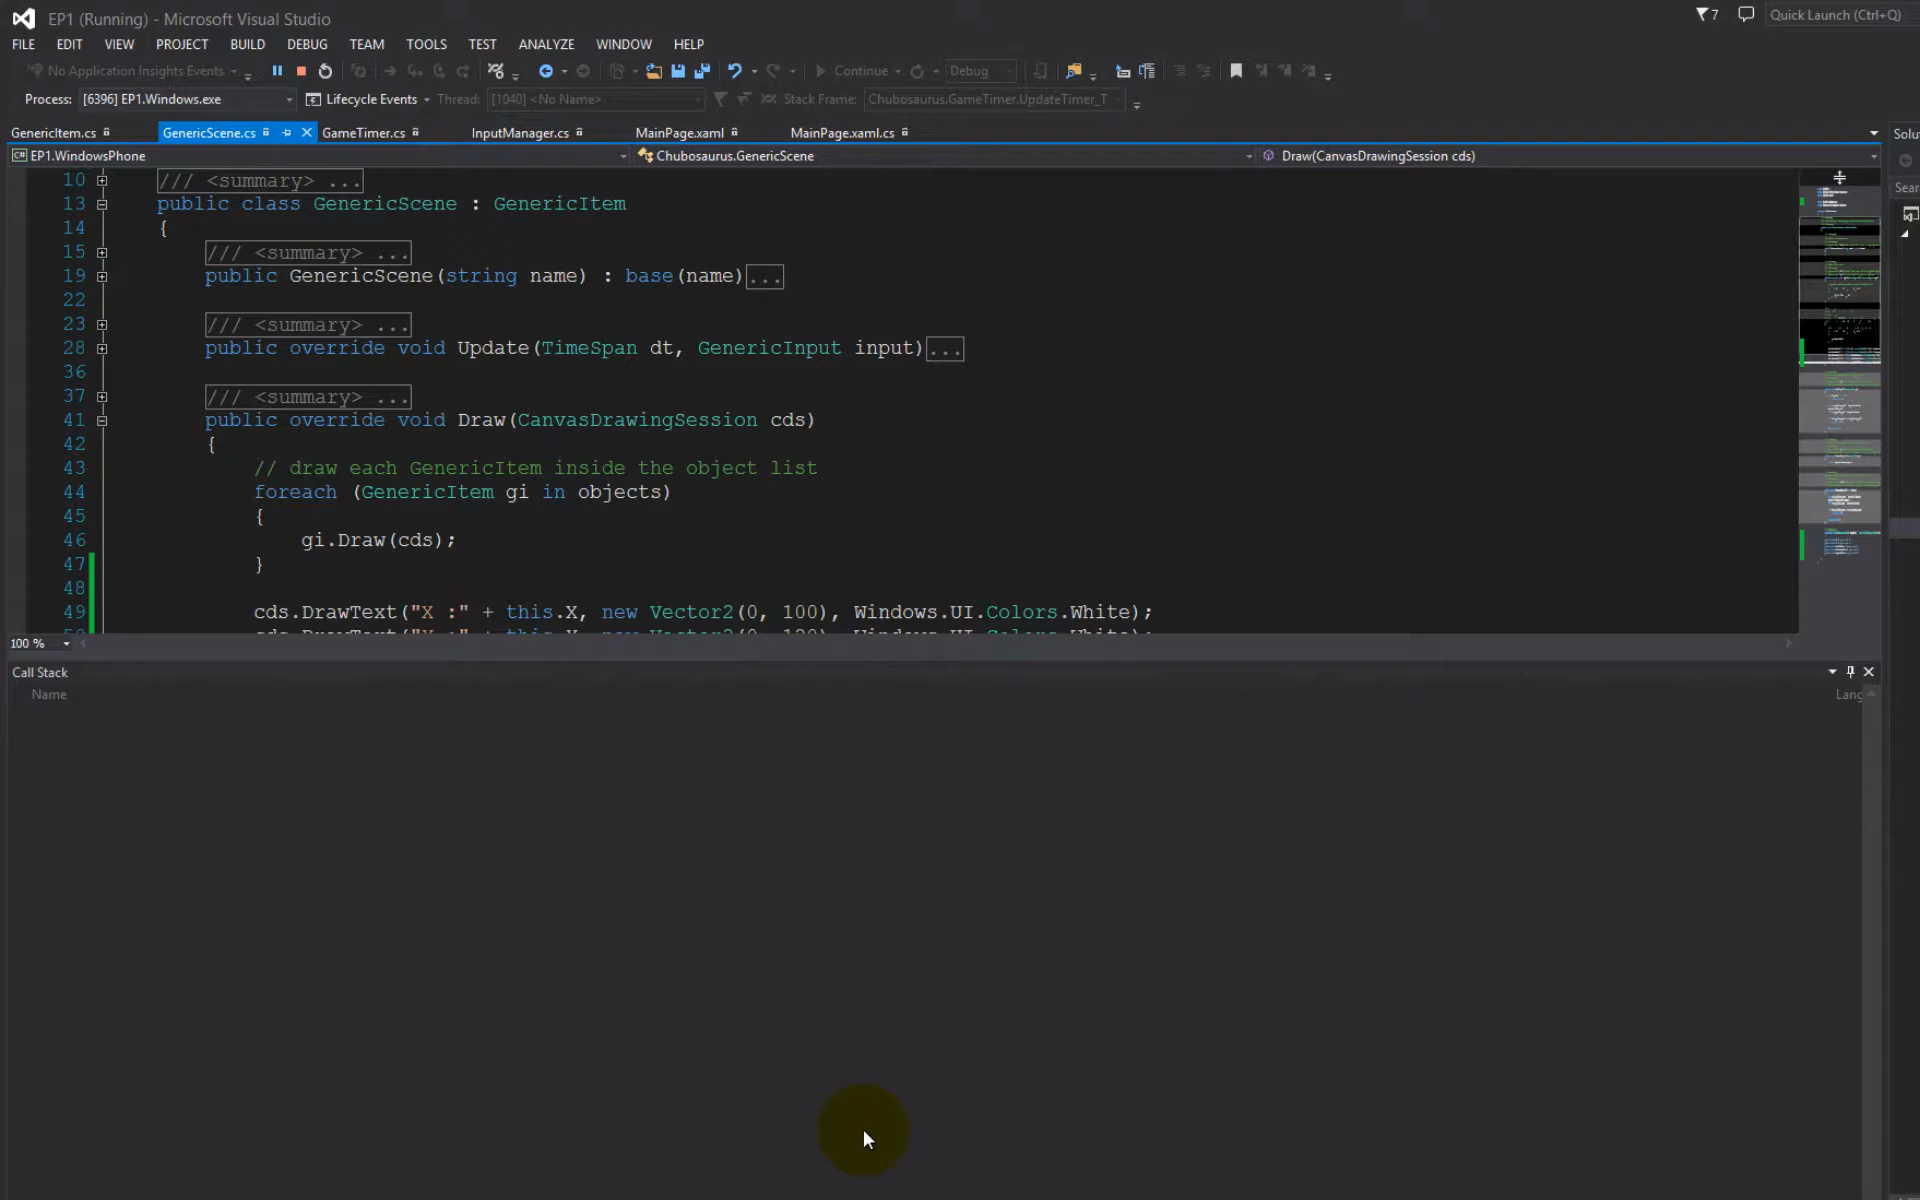 EP1 (Running) - Microsoft Visual Studio
7
Quick Launch (Ctrl+Q)
FILE EDIT VIEW PROJECT BUILD DEBUG TEAM TOOLS TEST ANALYZE WINDOW HELP
No Application Insights Events
Continue
Debug
Process: [6396] EP1.Windows.exe
Lifecycle Events
Thread: [1040] <No Name>
Stack Frame: Chubosaurus.GameTimer.UpdateTimer_T
GenericItem.cs GenericScene.cs GameTimer.cs InputManager.cs MainPage.xaml MainPage.xaml.cs
EP1.WindowsPhone Chubosaurus.GenericScene Draw(CanvasDrawingSession cds)
10 /// <summary> ...
13 public class GenericScene : GenericItem
14 {
15 /// <summary> ...
19 public GenericScene(string name) : base(name)...
22
23 /// <summary> ...
28 public override void Update(TimeSpan dt, GenericInput input)...
36
37 /// <summary> ...
41 public override void Draw(CanvasDrawingSession cds)
42 {
43 // draw each GenericItem inside the object list
44 foreach (GenericItem gi in objects)
45 {
46 gi.Draw(cds);
47 }
48
49 cds.DrawText("X :" + this.X, new Vector2(0, 100), Windows.UI.Colors.White);
100 %
Call Stack
Name
Lang